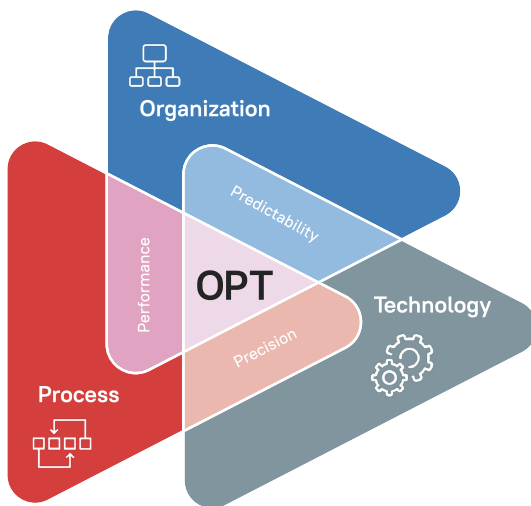 Organization
Predictability
Performance
OPT
Technology
Precision
Process